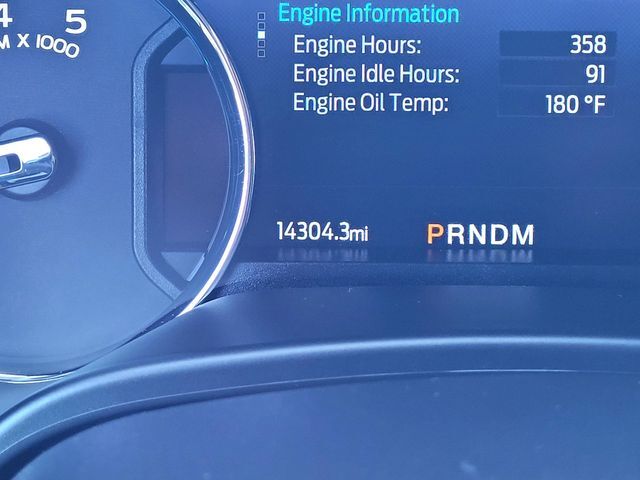 4 5
M X 1000
Engine Information
Engine Hours: 358
Engine Idle Hours: 91
Engine Oil Temp: 180 °F
14304.3mi PRNDM